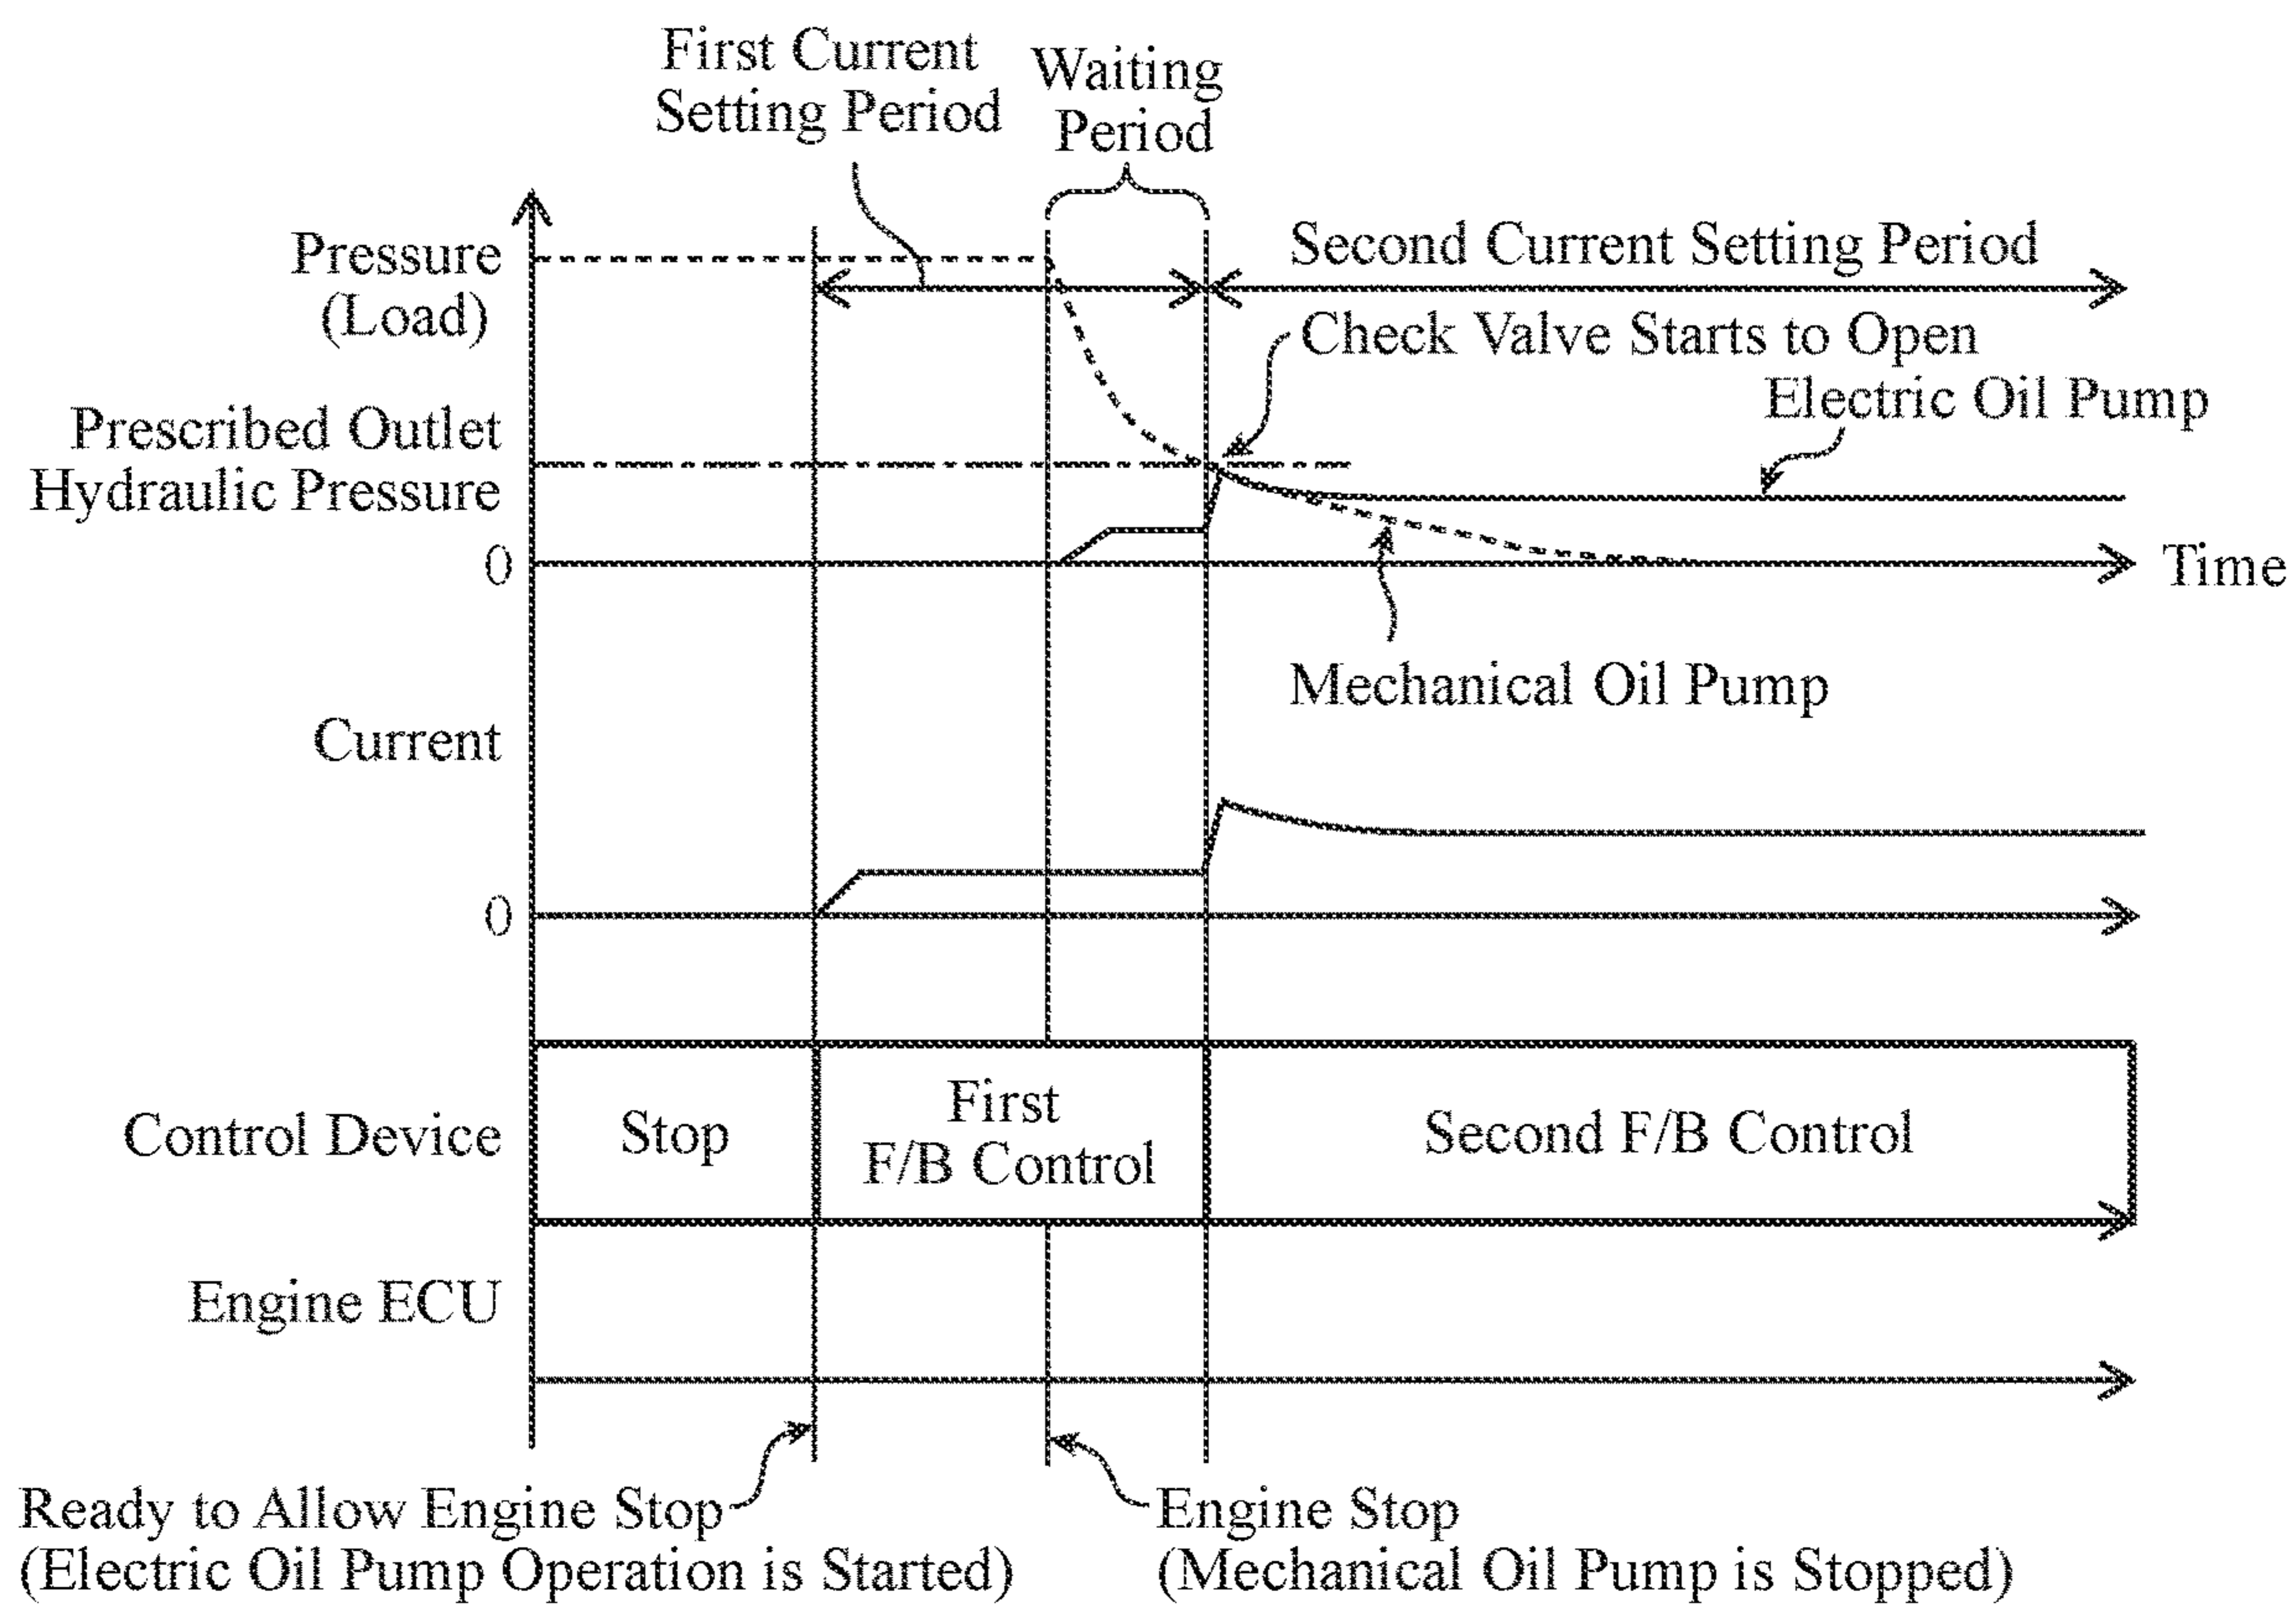 First Current
Setting Period
Waiting
Period
Pressure
(Load)
Second Current Setting Period
Check Valve Starts to Open
Electric Oil Pump
Prescribed Outlet
Hydraulic Pressure
0
Time
Mechanical Oil Pump
Current
0
Control Device
Stop
First
F/B Control
Second F/B Control
Engine ECU
Ready to Allow Engine Stop
(Electric Oil Pump Operation is Started)
Engine Stop
(Mechanical Oil Pump is Stopped)